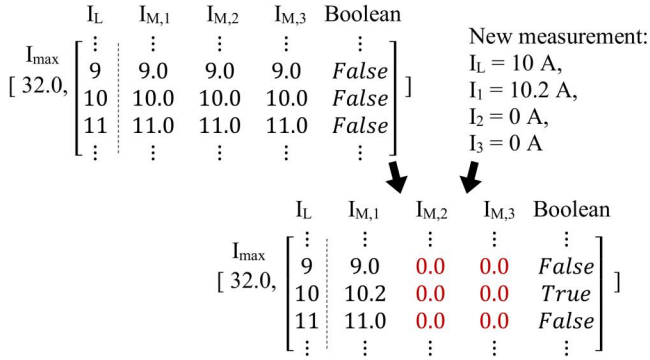 I_L I_M,1 I_M,2 I_M,3 Boolean
⋮ ⋮ ⋮ ⋮ ⋮
I_max
[ 32.0,
9 9.0 9.0 9.0 False
10 10.0 10.0 10.0 False
11 11.0 11.0 11.0 False
⋮ ⋮ ⋮ ⋮ ⋮
]
New measurement:
I_L = 10 A,
I_1 = 10.2 A,
I_2 = 0 A,
I_3 = 0 A
I_L I_M,1 I_M,2 I_M,3 Boolean
⋮ ⋮ ⋮ ⋮ ⋮
I_max
[ 32.0,
9 9.0 0.0 0.0 False
10 10.2 0.0 0.0 True
11 11.0 0.0 0.0 False
⋮ ⋮ ⋮ ⋮ ⋮
]